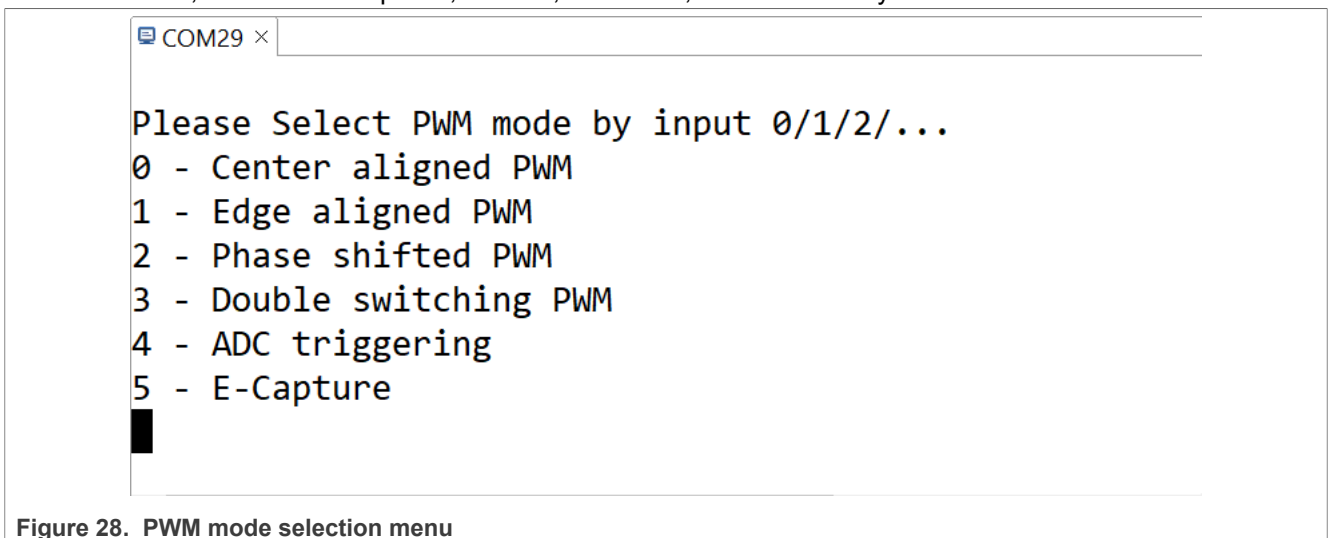 COM29 ×
Please Select PWM mode by input 0/1/2/...
0 - Center aligned PWM
1 - Edge aligned PWM
2 - Phase shifted PWM
3 - Double switching PWM
4 - ADC triggering
5 - E-Capture
Figure 28. PWM mode selection menu